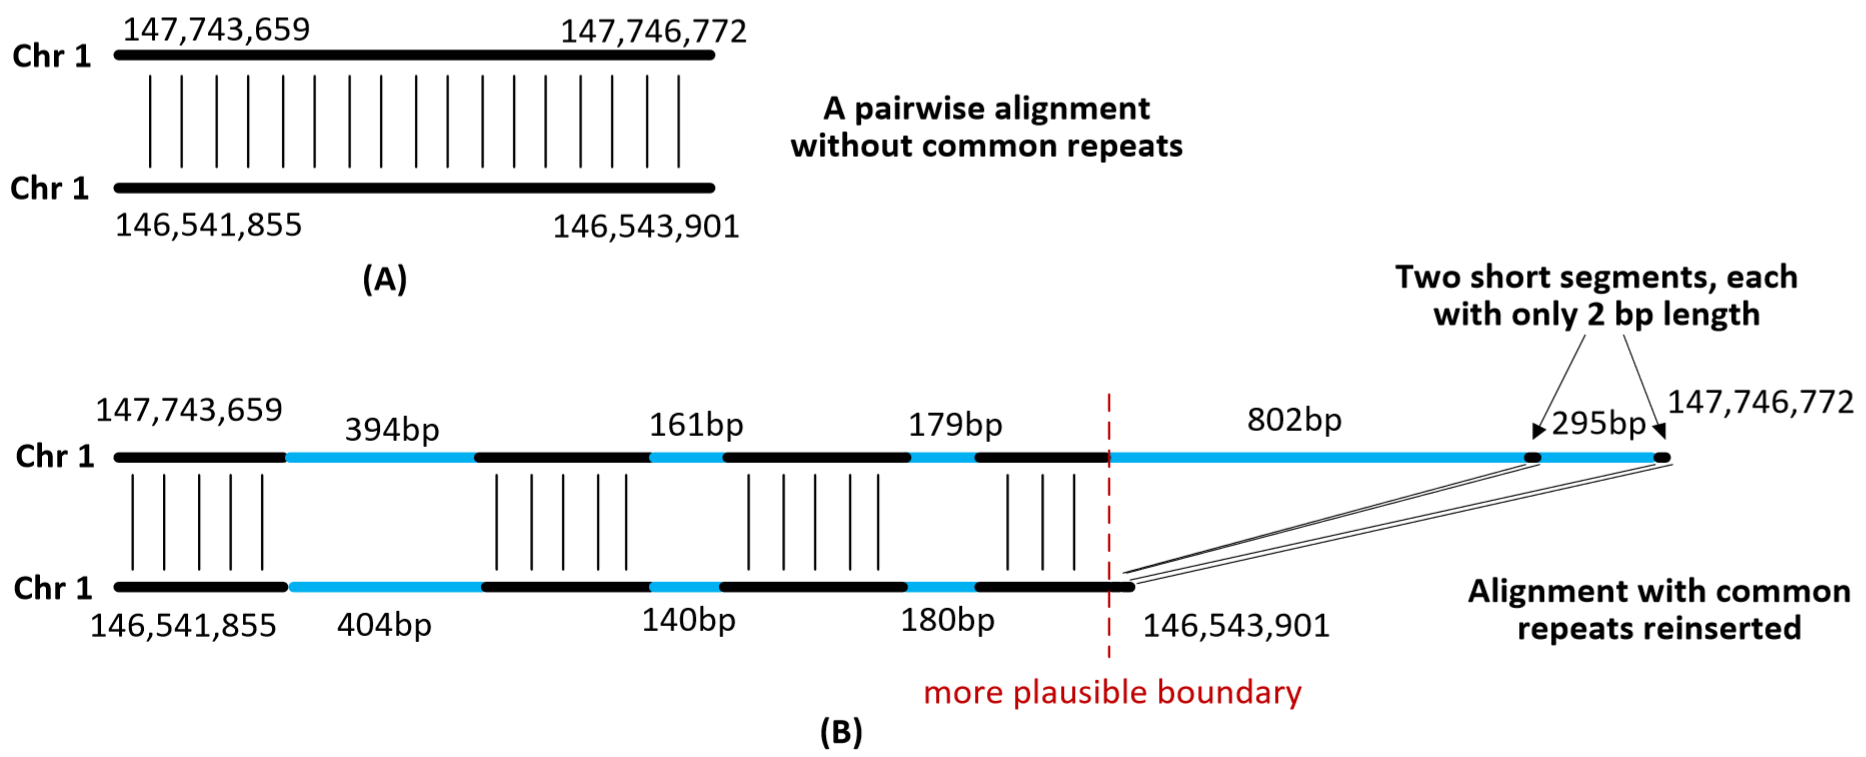 147,743,659
147,746,772
Chr 1
A pairwise alignment
without common repeats
Chr 1
146,541,855
146,543,901
(A)
Two short segments, each
with only 2 bp length
147,743,659
394bp
161bp
179bp
802bp
295bp
147,746,772
Chr 1
Chr 1
146,541,855
404bp
140bp
180bp
146,543,901
Alignment with common
repeats reinserted
more plausible boundary
(B)